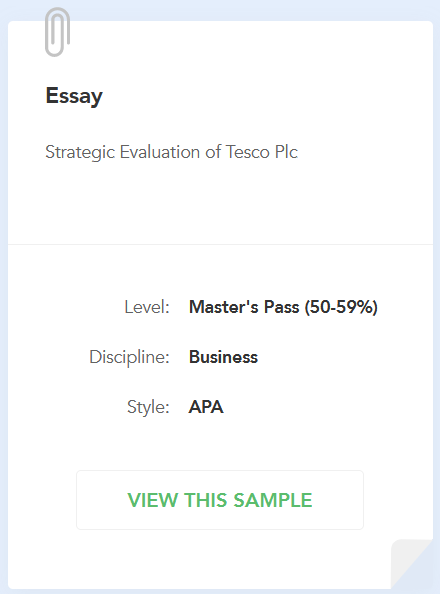 Essay
Strategic Evaluation of Tesco Plc
Level: Master's Pass (50-59%)
Discipline: Business
Style: APA
VIEW THIS SAMPLE